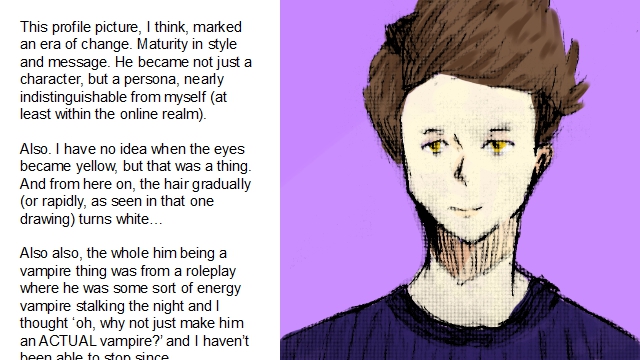 This profile picture, I think, marked
an era of change. Maturity in style
and message. He became not just a
character, but a persona, nearly
indistinguishable from myself (at
least within the online realm).
Also. I have no idea when the eyes
became yellow, but that was a thing.
And from here on, the hair gradually
(or rapidly, as seen in that one
drawing) turns white…
Also also, the whole him being a
vampire thing was from a roleplay
where he was some sort of energy
vampire stalking the night and I
thought ‘oh, why not just make him
an ACTUAL vampire?’ and I haven’t
been able to stop since